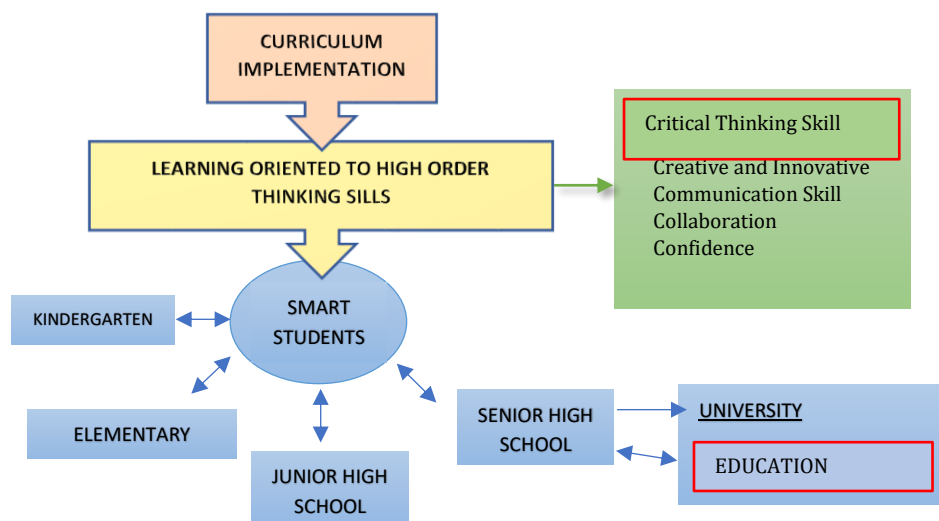 CURRICULUM
IMPLEMENTATION
LEARNING ORIENTED TO HIGH ORDER
THINKING SILLS
Critical Thinking Skill
Creative and Innovative
Communication Skill
Collaboration
Confidence
SMART
STUDENTS
KINDERGARTEN
ELEMENTARY
JUNIOR HIGH
SCHOOL
SENIOR HIGH
SCHOOL
UNIVERSITY
EDUCATION